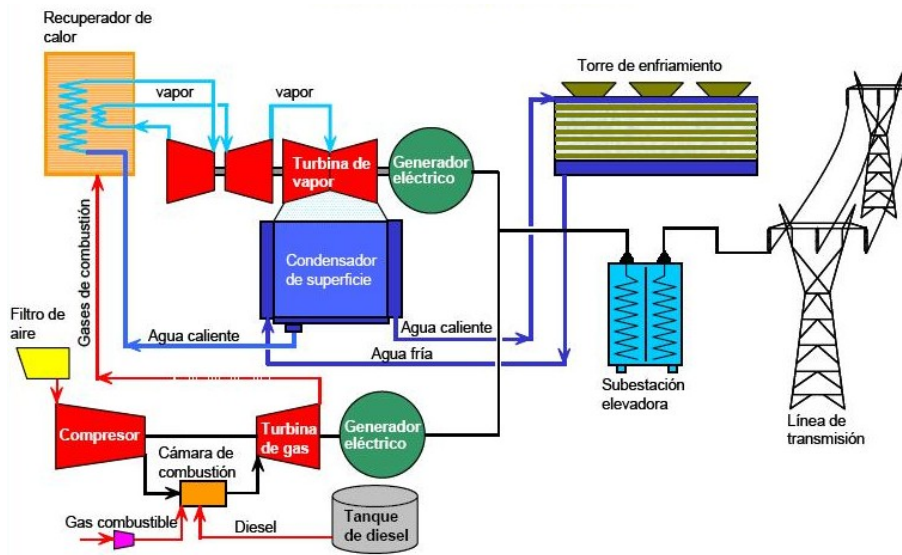 Recuperador de
calor
vapor
vapor
Torre de enfriamiento
Turbina de
vapor
Generador
eléctrico
Gases de combustión
Condensador
de superficie
Filtro de
aire
Agua caliente
Agua caliente
Agua fría
Subestación
elevadora
Línea de
transmisión
Compresor
Turbina
de gas
Generador
eléctrico
Cámara de
combustión
Gas combustible
Diesel
Tanque
de diesel